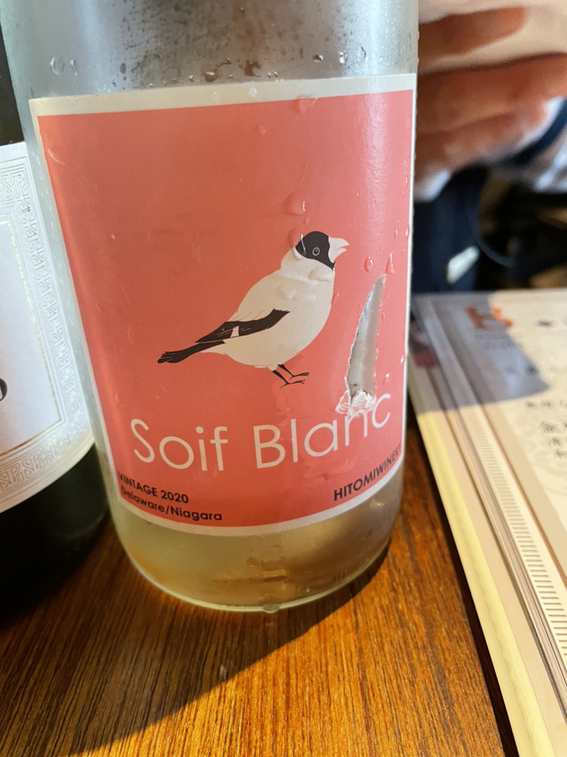 Soif Blanc
VINTAGE 2020
Delaware/Niagara
HITOMIWINERY